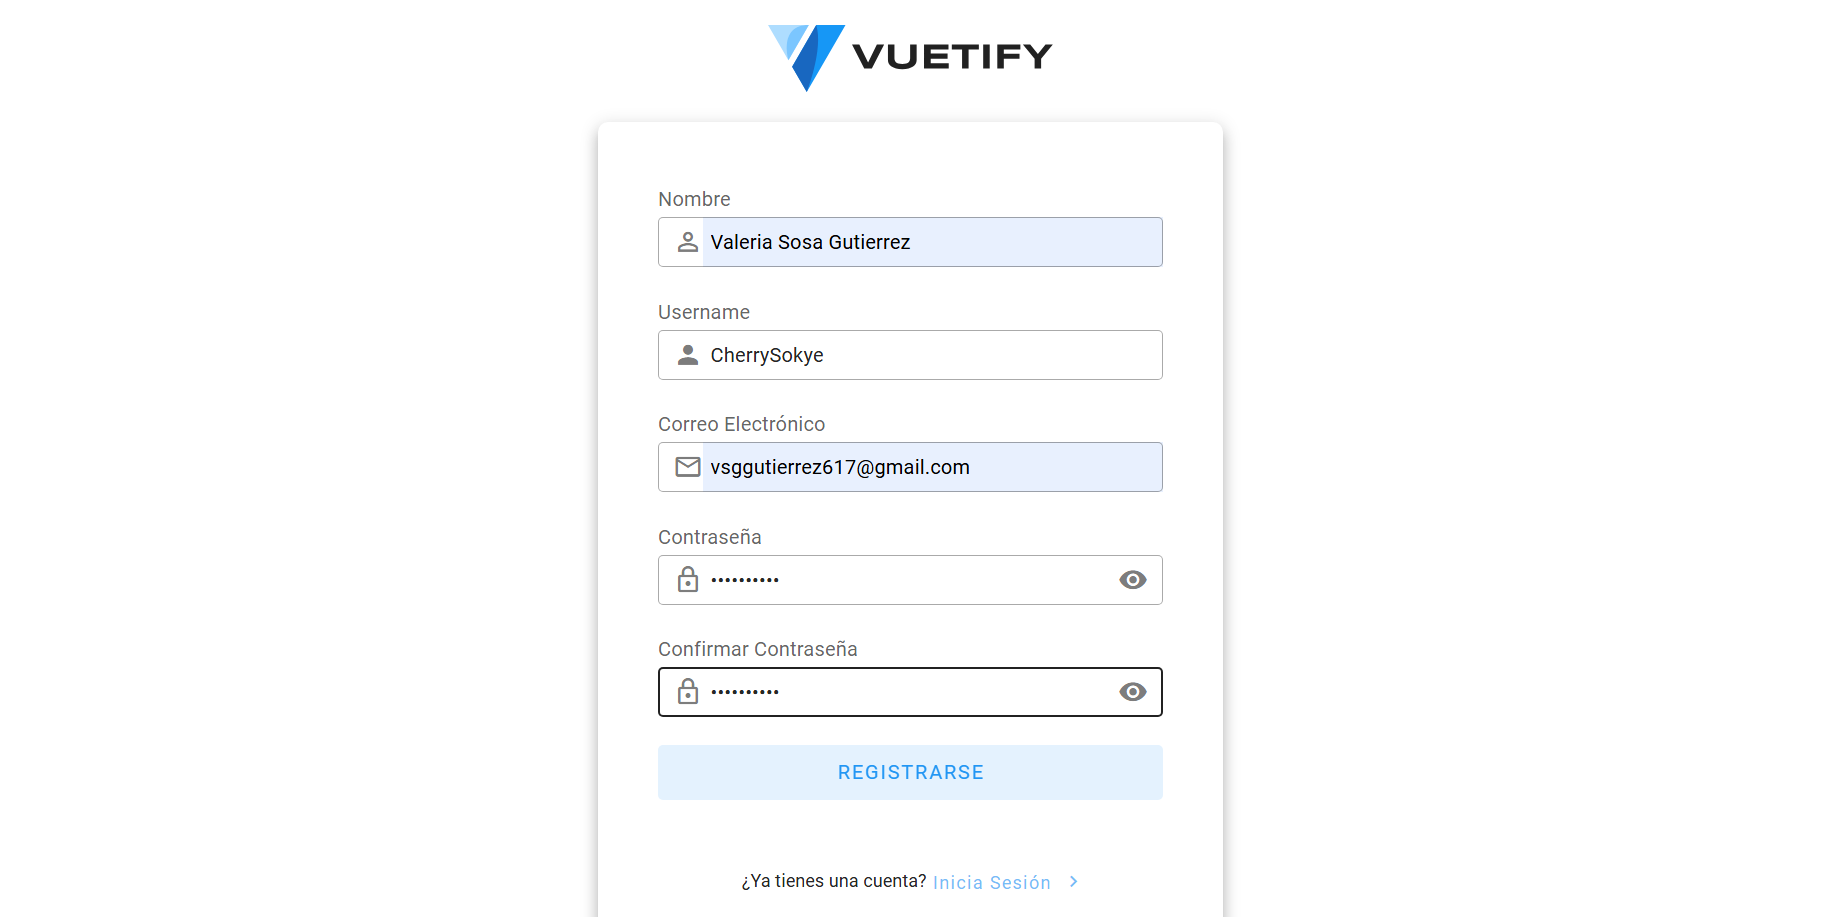 VUETIFY
Nombre
Valeria Sosa Gutierrez
Username
CherrySokye
Correo Electrónico
vsggutierrez617@gmail.com
Contraseña
••••••••••
Confirmar Contraseña
••••••••••
REGISTRARSE
¿Ya tienes una cuenta? Inicia Sesión